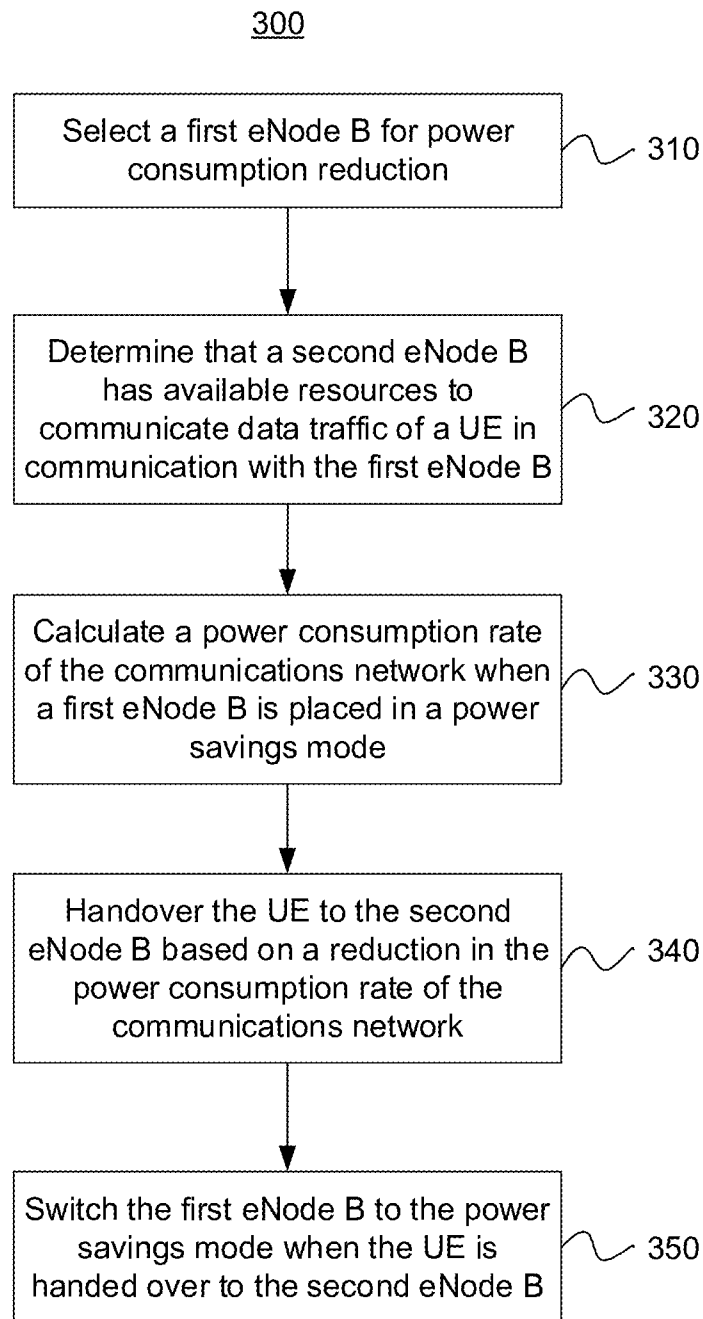 300
Select a first eNode B for power
consumption reduction
310
Determine that a second eNode B
has available resources to
communicate data traffic of a UE in
communication with the first eNode B
320
Calculate a power consumption rate
of the communications network when
a first eNode B is placed in a power
savings mode
330
Handover the UE to the second
eNode B based on a reduction in the
power consumption rate of the
communications network
340
Switch the first eNode B to the power
savings mode when the UE is
handed over to the second eNode B
350